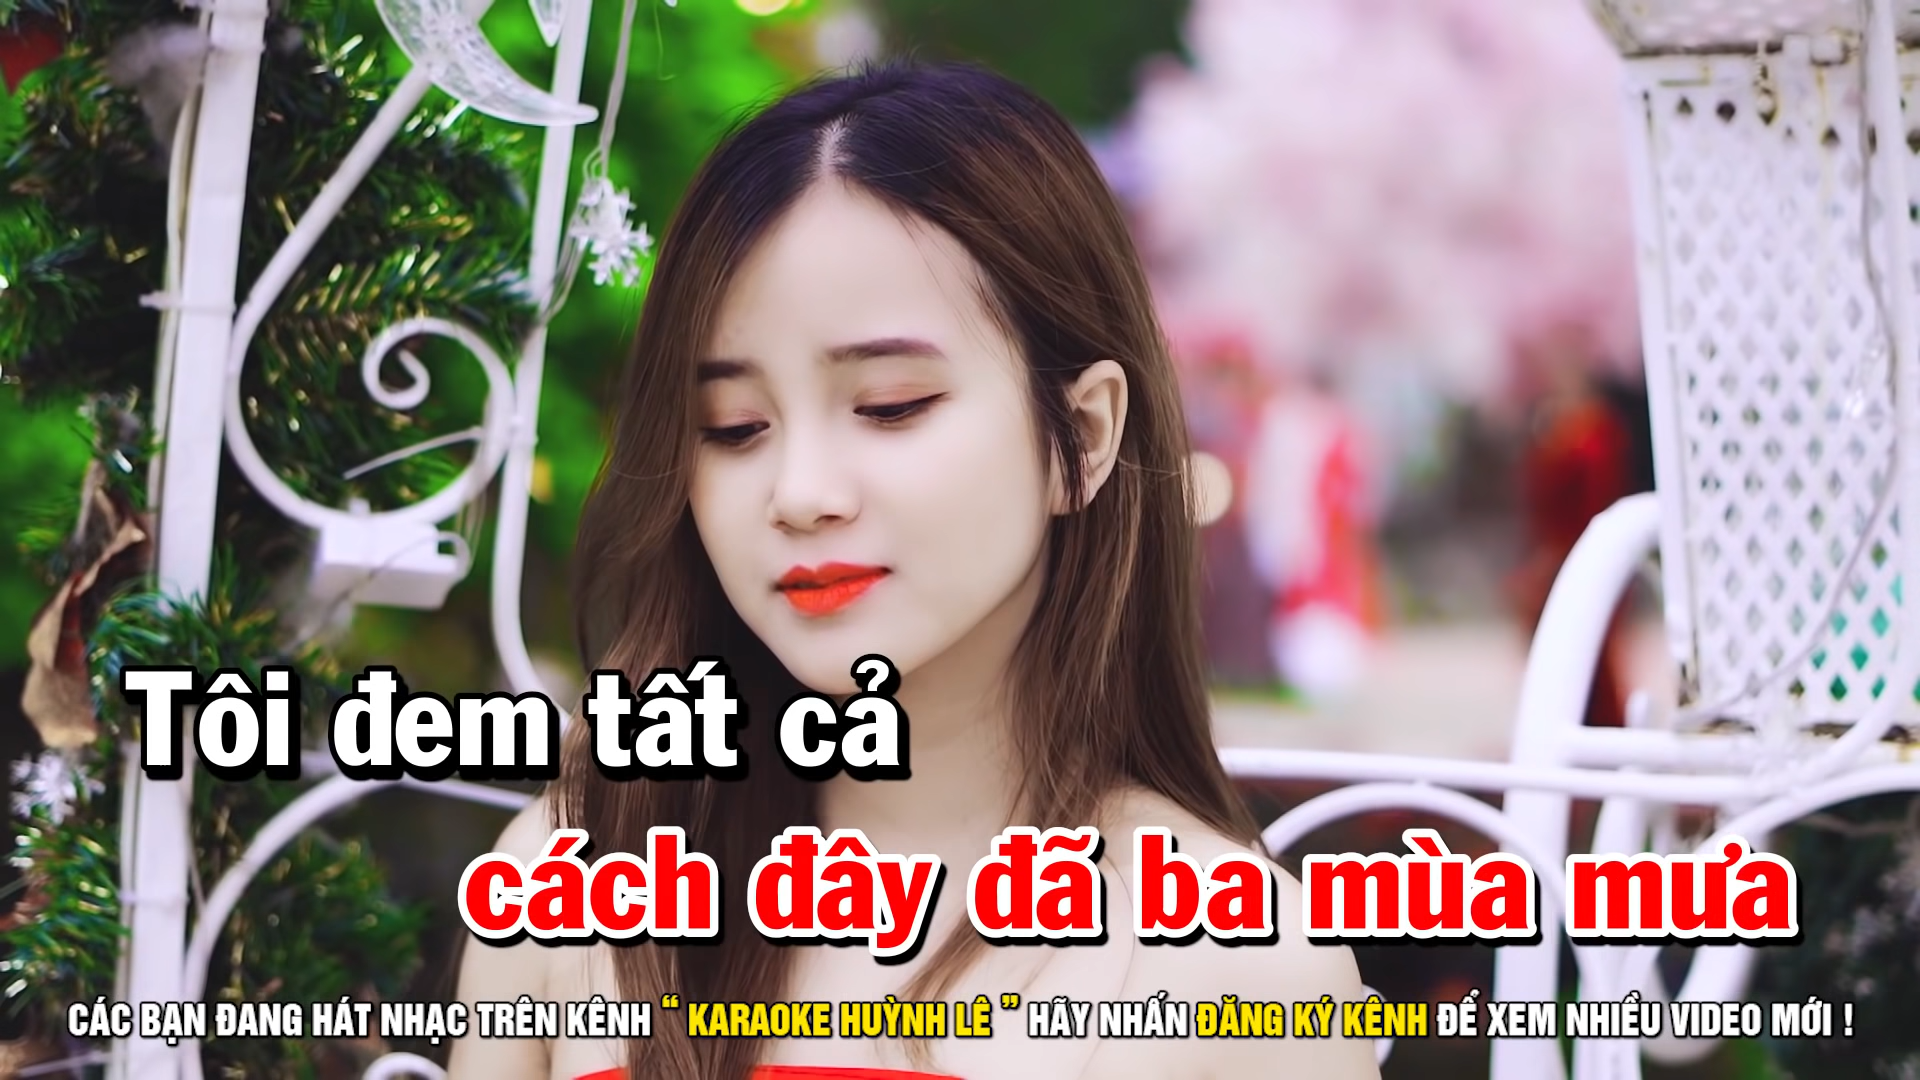 Tôi đem tất cả
cách đây đã ba mùa mưa
CÁC BẠN ĐANG HÁT NHẠC TRÊN KÊNH “ KARAOKE HUỲNH LÊ ” HÃY NHẤN ĐĂNG KÝ KÊNH ĐỂ XEM NHIỀU VIDEO MỚI !